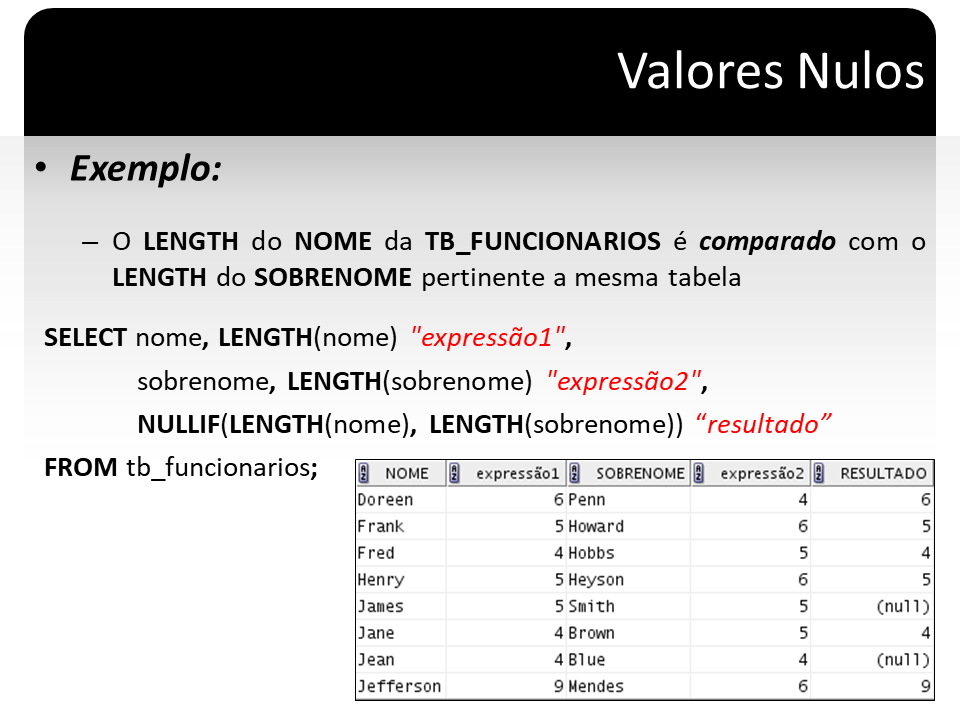 Valores Nulos
• Exemplo:
– O LENGTH do NOME da TB_FUNCIONARIOS é comparado com o
LENGTH do SOBRENOME pertinente a mesma tabela
SELECT nome, LENGTH(nome) "expressão1",
sobrenome, LENGTH(sobrenome) "expressão2",
NULLIF(LENGTH(nome), LENGTH(sobrenome)) “resultado”
FROM tb_funcionarios;
NOME expressão1 SOBRENOME expressão2 RESULTADO
Doreen 6 Penn 4 6
Frank 5 Howard 6 5
Fred 4 Hobbs 5 4
Henry 5 Heyson 6 5
James 5 Smith 5 (null)
Jane 4 Brown 5 4
Jean 4 Blue 4 (null)
Jefferson 9 Mendes 6 9